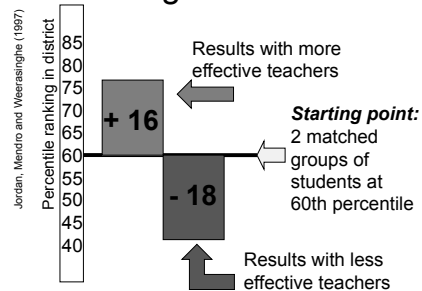 Jordan, Mendro and Weerasinghe (1997)
Percentile ranking in district
85
80
75
70
65
60
55
50
45
40
+ 16
- 18
Results with more
effective teachers
Starting point:
2 matched
groups of
students at
60th percentile
Results with less
effective teachers